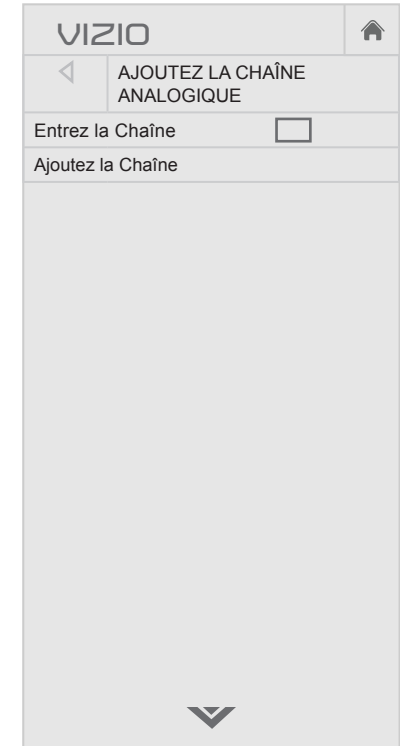 VIZIO
AJOUTEZ LA CHAÎNE
ANALOGIQUE
Entrez la Chaîne
Ajoutez la Chaîne